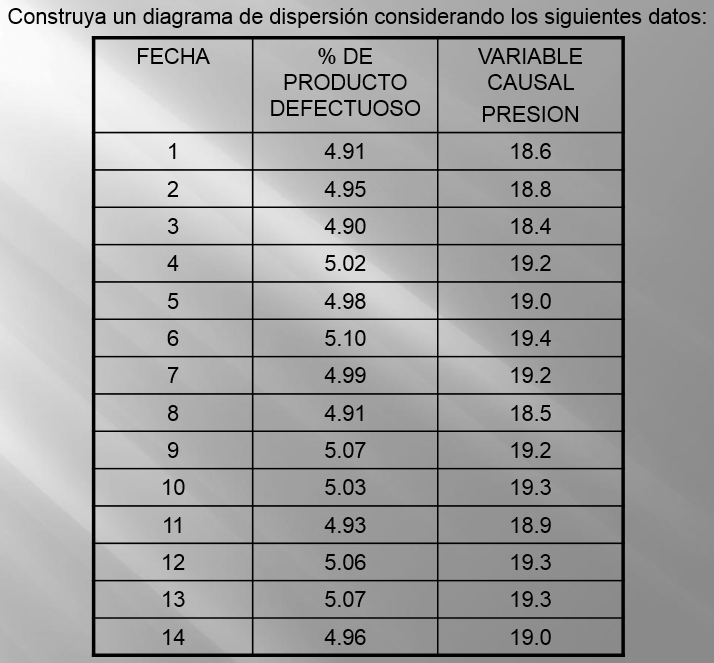 Construya un diagrama de dispersión considerando los siguientes datos:
FECHA % DE PRODUCTO DEFECTUOSO VARIABLE CAUSAL PRESION
1 4.91 18.6
2 4.95 18.8
3 4.90 18.4
4 5.02 19.2
5 4.98 19.0
6 5.10 19.4
7 4.99 19.2
8 4.91 18.5
9 5.07 19.2
10 5.03 19.3
11 4.93 18.9
12 5.06 19.3
13 5.07 19.3
14 4.96 19.0